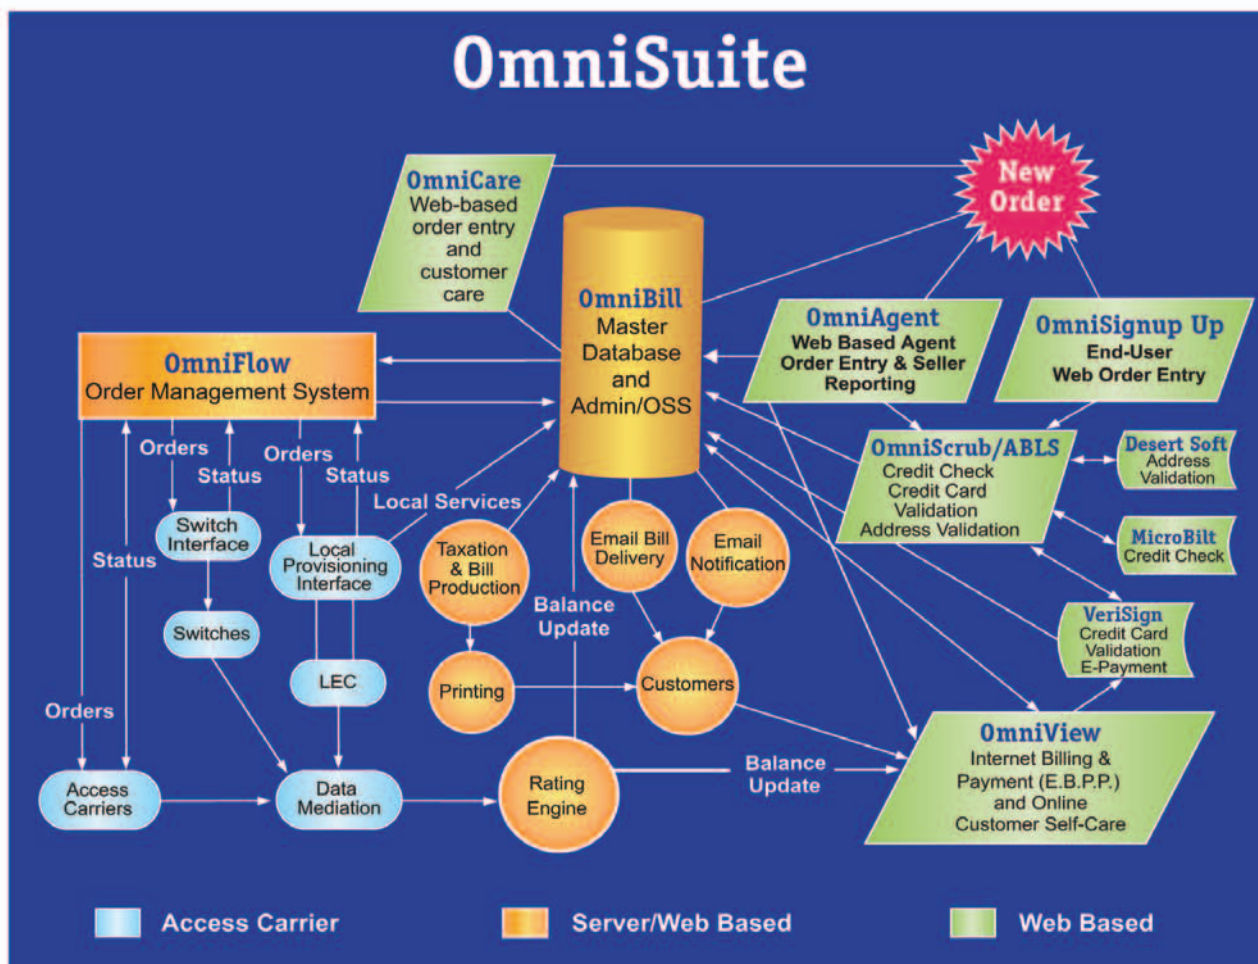 OmniSuite
New
Order
OmniCare
Web-based
order entry
and
customer
care
OmniBill
Master
Database
and
Admin/OSS
OmniAgent
Web Based Agent
Order Entry & Seller
Reporting
OmniSignup Up
End-User
Web Order Entry
OmniFlow
Order Management System
OmniScrub/ABLS
Credit Check
Credit Card
Validation
Address Validation
Desert Soft
Address
Validation
MicroBilt
Credit Check
VeriSign
Credit Card
Validation
E-Payment
Orders
Status
Orders
Status
Local Services
Switch
Interface
Local
Provisioning
Interface
Status
Taxation
& Bill
Production
Email Bill
Delivery
Email
Notification
Balance
Update
Switches
LEC
Printing
Customers
Orders
OmniView
Internet Billing &
Payment (E.B.P.P.)
and Online
Customer Self-Care
Access
Carriers
Data
Mediation
Rating
Engine
Balance
Update
Access Carrier
Server/Web Based
Web Based